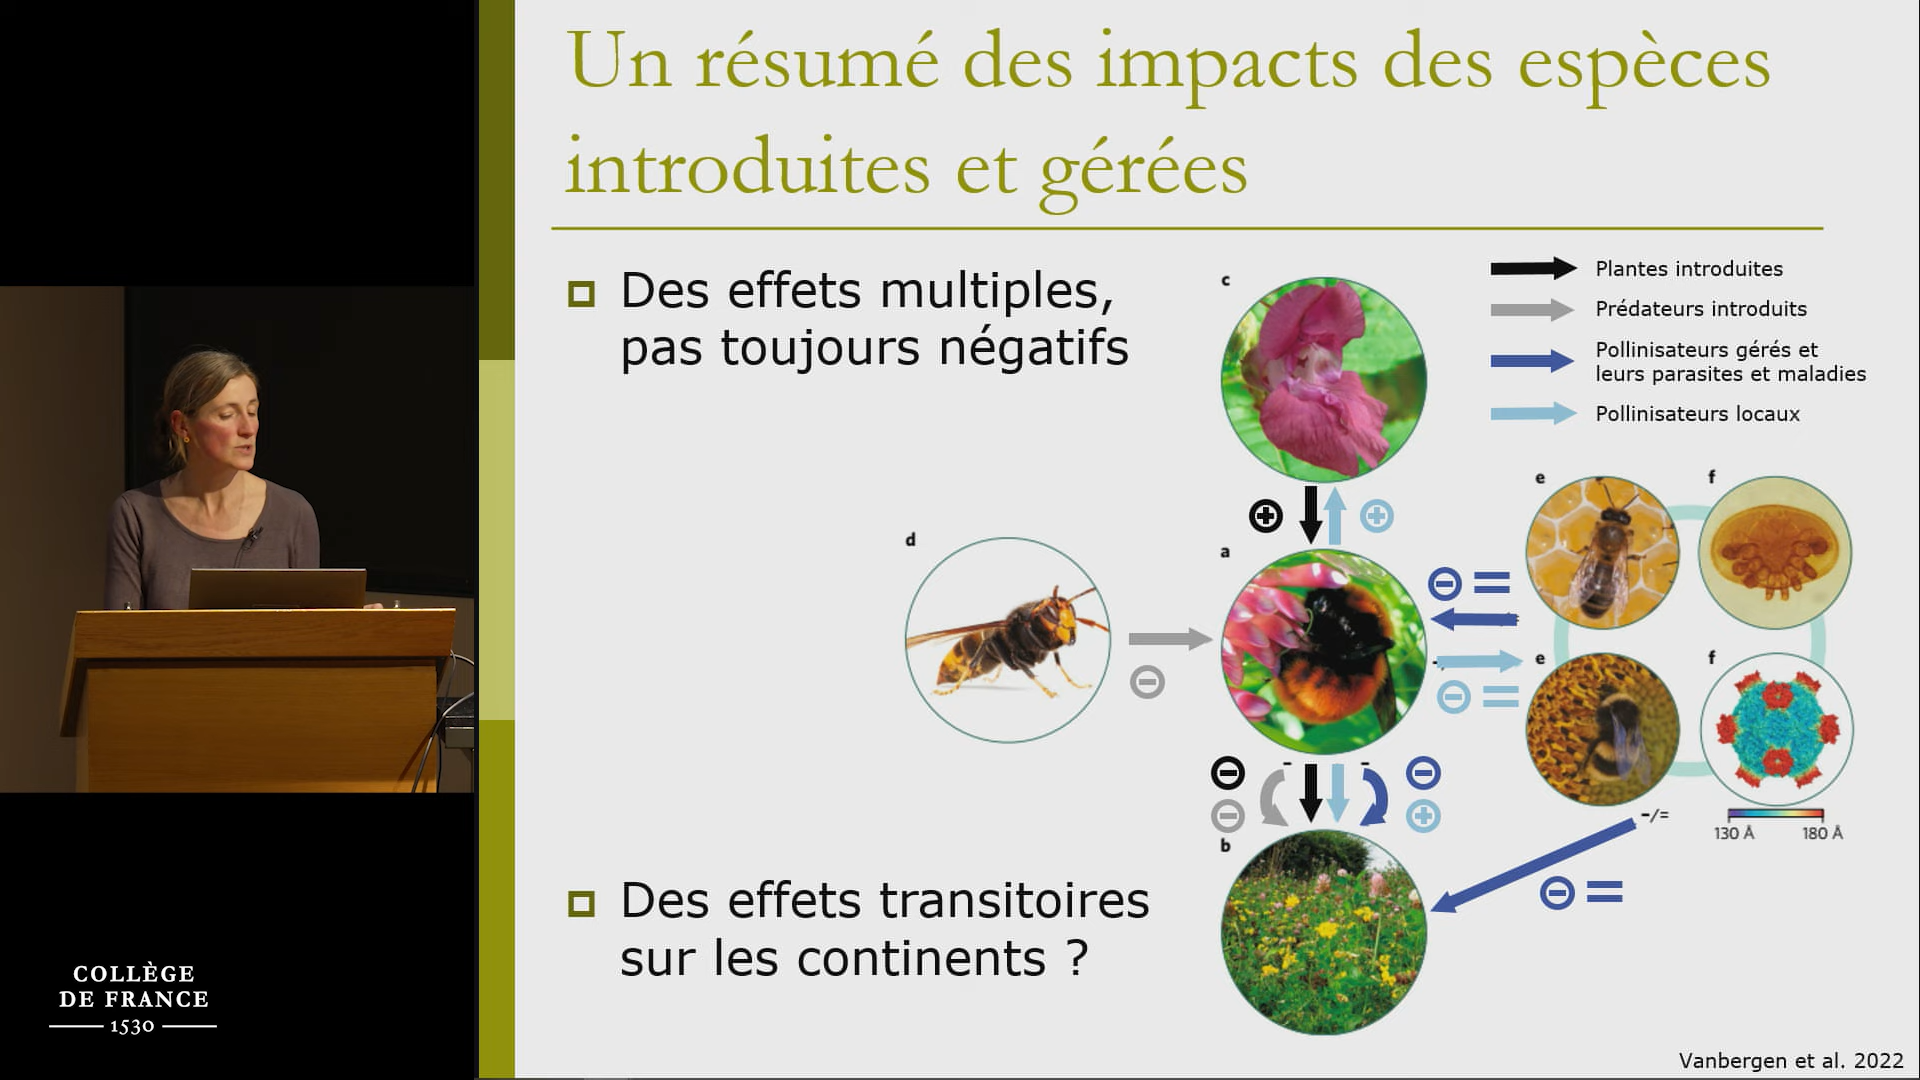 Un résumé des impacts des espèces
introduites et gérées
Des effets multiples,
pas toujours négatifs
Plantes introduites
Prédateurs introduits
Pollinisateurs gérés et
leurs parasites et maladies
Pollinisateurs locaux
c
d
a
e
f
e
f
b
-/=
130 Å 180 Å
Des effets transitoires
sur les continents ?
Vanbergen et al. 2022
COLLÈGE
DE FRANCE
1530